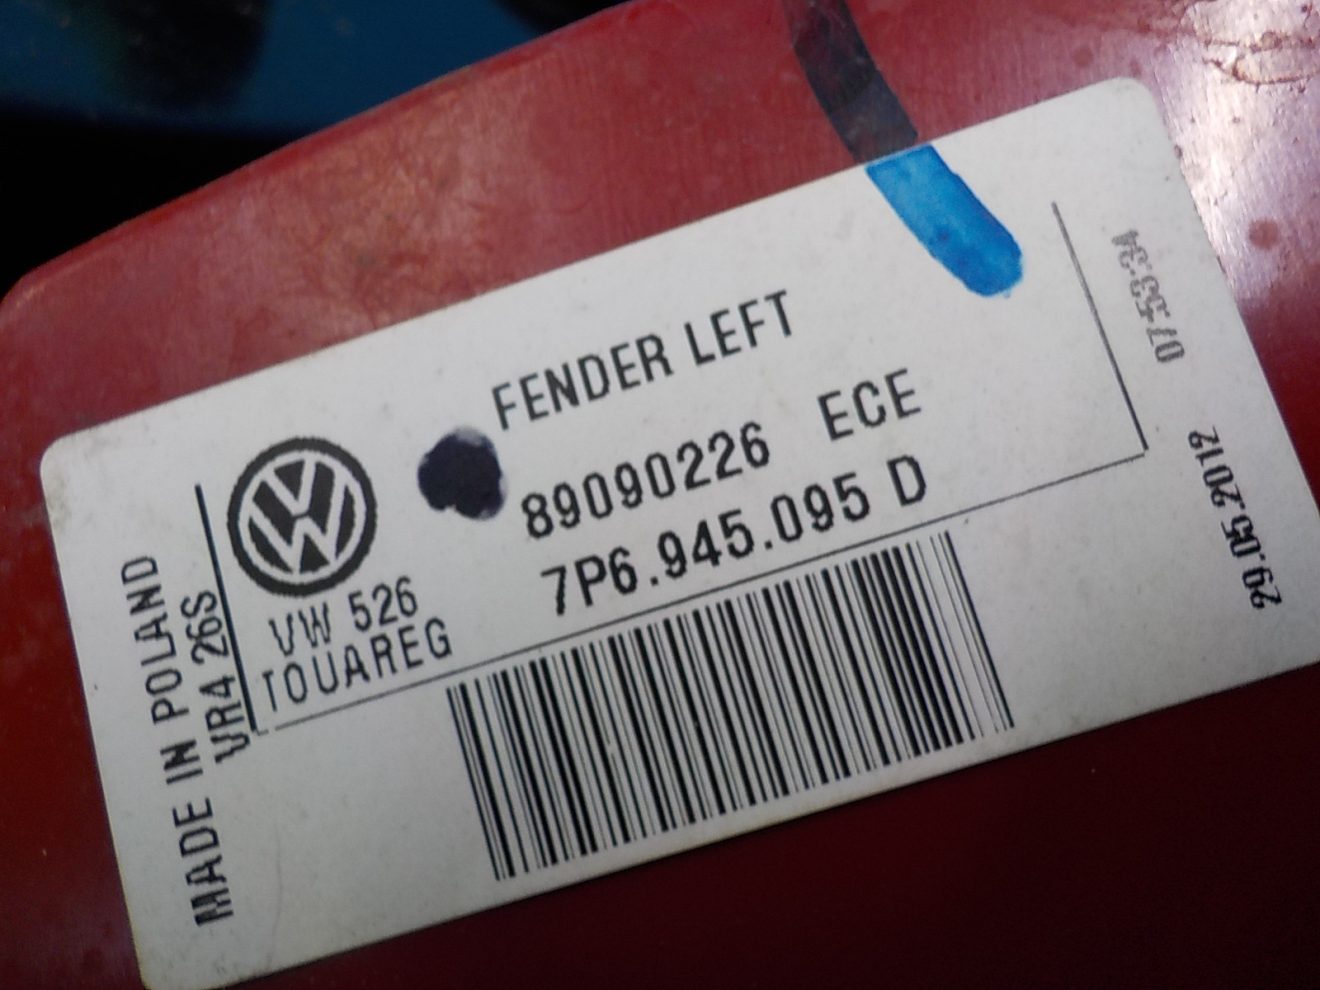 FENDER LEFT
89090226 ECE
7P6.945.095 D
VW 526
TOUAREG
MADE IN POLAND
VR4 26S
29.05.2012
07.53.34